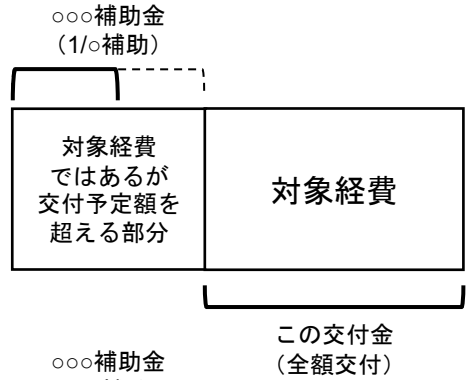 ○○○補助金
（1/○補助）
対象経費
ではあるが
交付予定額を
超える部分
対象経費
この交付金
（全額交付）
○○○補助金